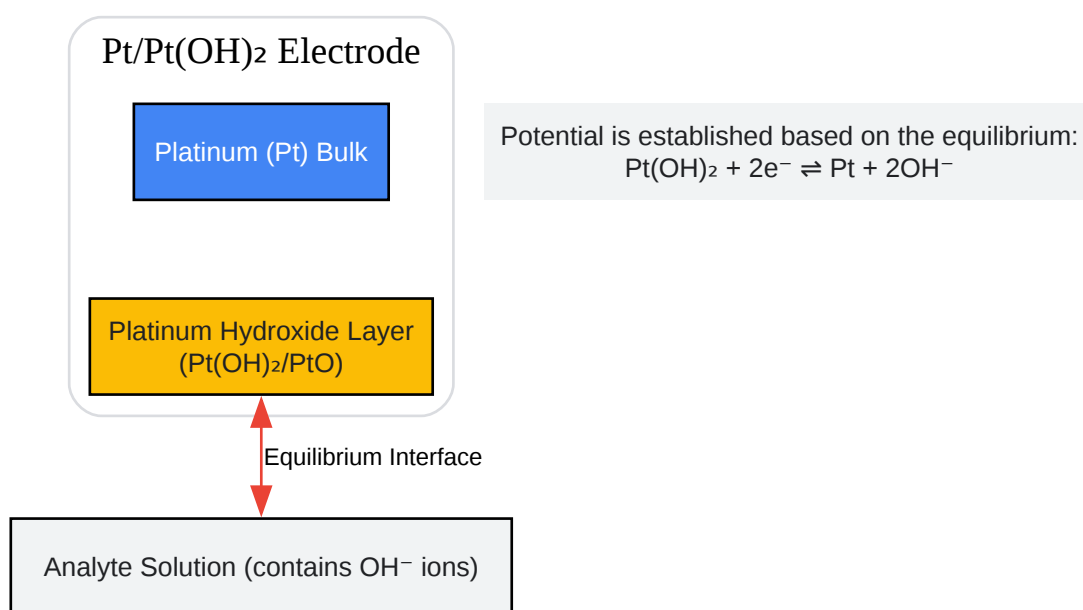 Pt/Pt(OH)₂ Electrode
Platinum (Pt) Bulk
Potential is established based on the equilibrium:
Pt(OH)₂ + 2e⁻ ⇌ Pt + 2OH⁻
Platinum Hydroxide Layer
(Pt(OH)₂/PtO)
Equilibrium Interface
Analyte Solution (contains OH⁻ ions)